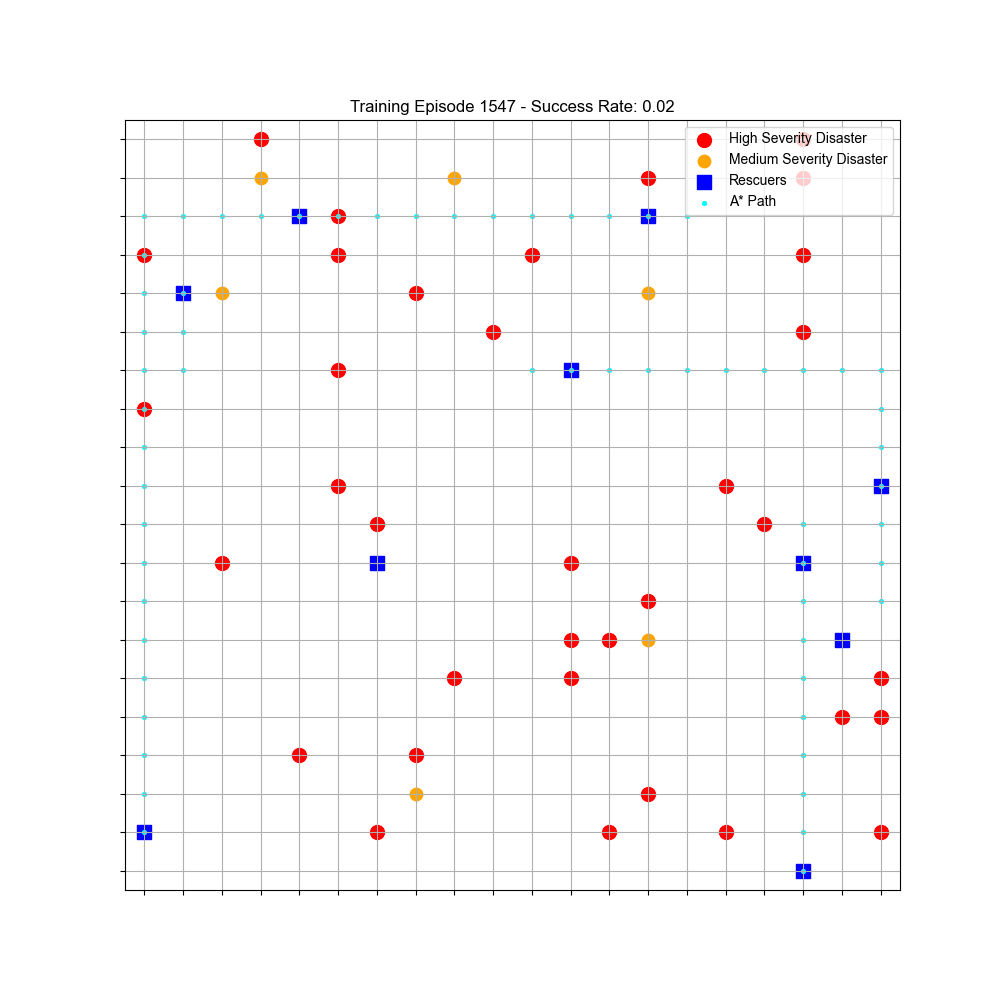 Training Episode 1547 - Success Rate: 0.02
High Severity Disaster
Medium Severity Disaster
Rescuers
A* Path